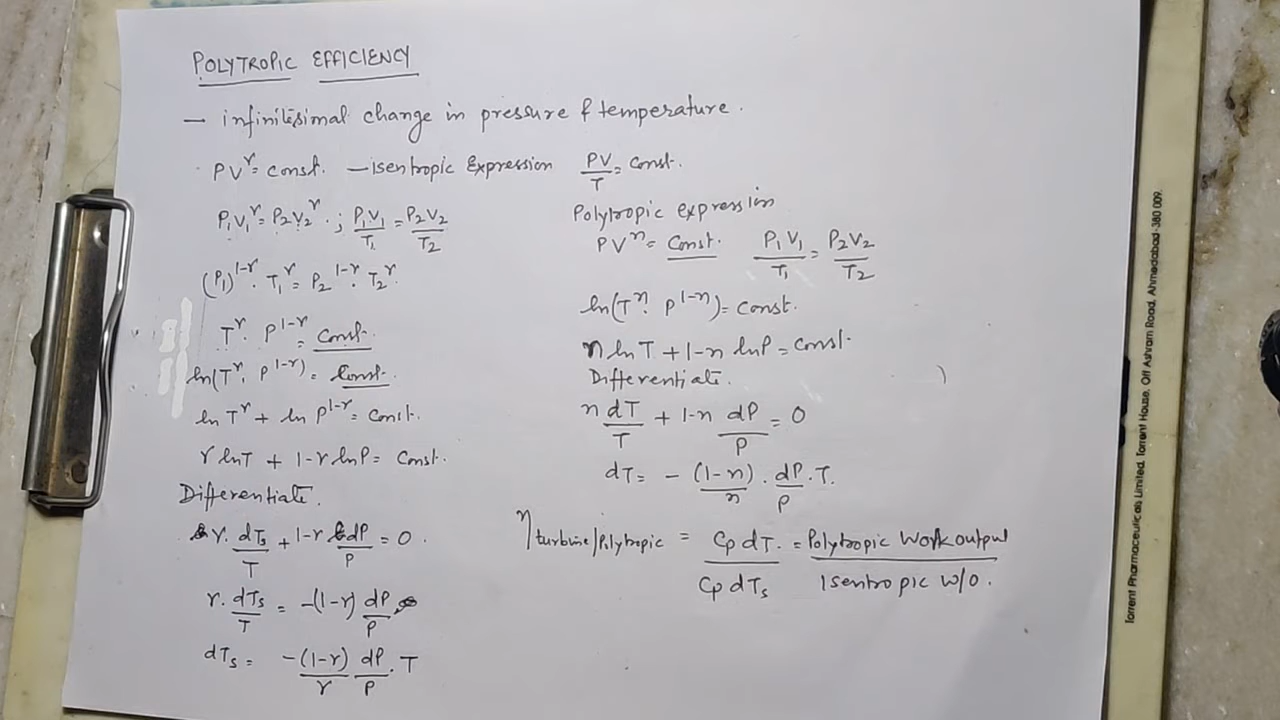 POLYTROPIC EFFICIENCY
— infinitesimal change in pressure & temperature.
PV^γ = const. — isentropic Expression PV/T = Const.
P₁V₁^γ = P₂V₂^γ. ; P₁V₁/T₁ = P₂V₂/T₂
(P₁)^1-γ. T₁^γ = P₂^1-γ. T₂^γ.
T^γ. P^1-γ = Const.
ln(T^γ. P^1-γ) = Const.
ln T^γ + ln P^1-γ = Const.
γ lnT + 1-γ lnP = Const.
Differentiate.
γ. dTs/T + 1-γ dP/P = 0.
γ. dTs/T = -(1-γ) dP/P
dTs = -(1-γ)/γ dP/P . T
Polytropic expression
PV^n = Const. P₁V₁/T₁ = P₂V₂/T₂
ln(T^n. P^1-n) = Const.
n ln T + 1-n lnP = Const.
Differentiate.
n dT/T + 1-n dP/P = 0
dT = - (1-n)/n . dP/P . T.
η turbine/Polytropic = Cp dT./Cp dTs = Polytropic Work output/Isentropic w/o.
Torrent Pharmaceuticals Limited, Torrent House, Off Ashram Road, Ahmedabad-380 009.